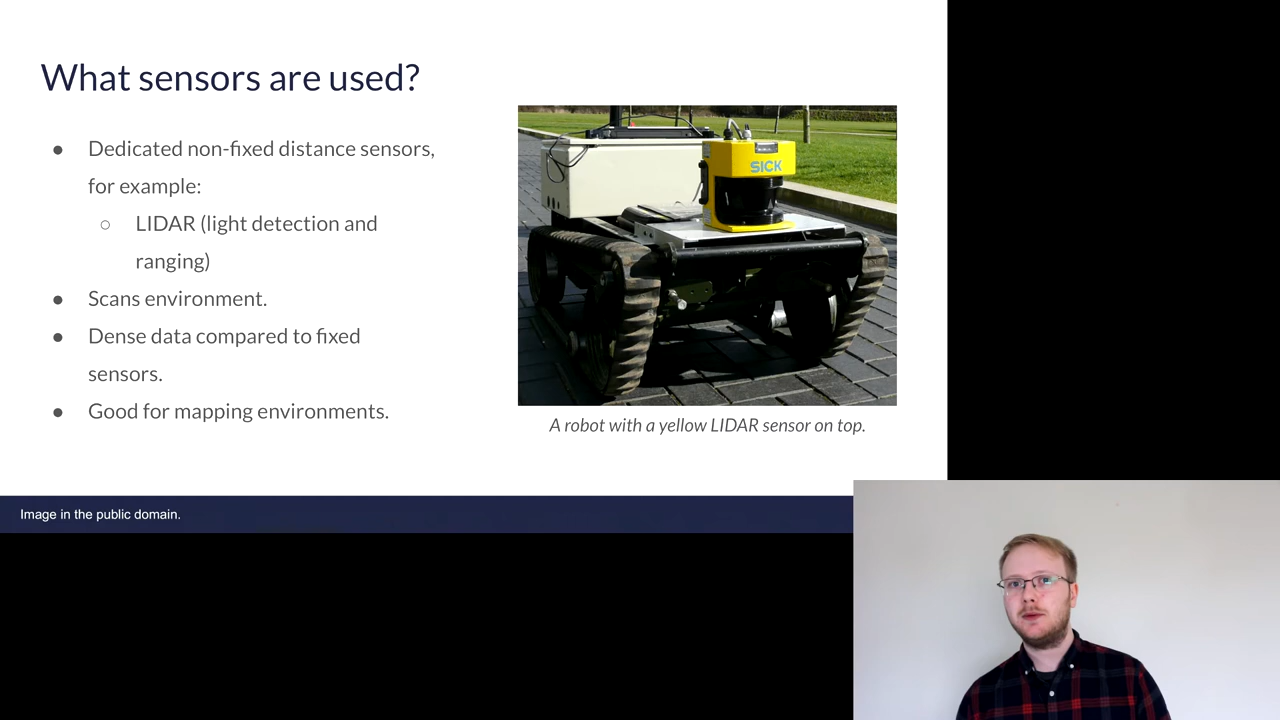 What sensors are used?
● Dedicated non-fixed distance sensors,
for example:
○ LIDAR (light detection and
ranging)
● Scans environment.
● Dense data compared to fixed
sensors.
● Good for mapping environments.
SICK
A robot with a yellow LIDAR sensor on top.
Image in the public domain.